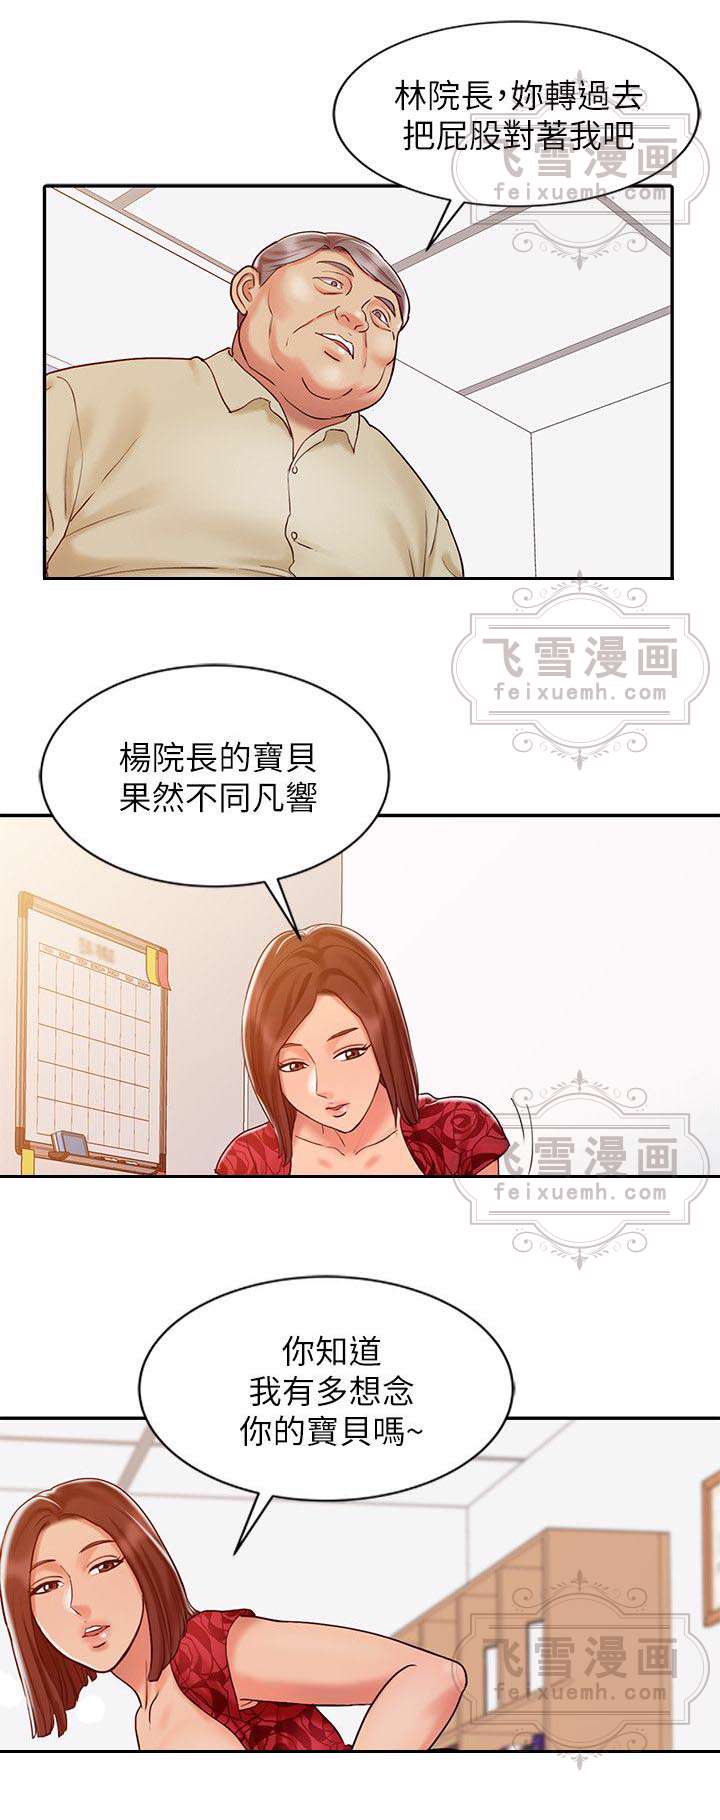 林院長，妳轉過去
把屁股對著我吧
飞雪漫画
feixuemh.com
飞雪漫画
feixuemh.com
楊院長的寶貝
果然不同凡響
飞雪漫画
feixuemh.com
你知道
我有多想念
你的寶貝嗎~
飞雪漫画
feixuemh.com